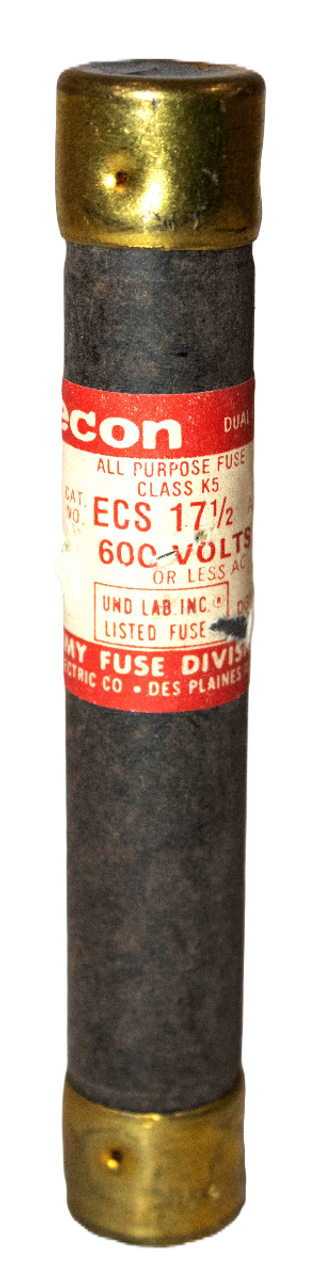 econ DUAL
ALL PURPOSE FUSE
CLASS K5
CAT. NO. ECS 17½
600 VOLTS
OR LESS AC
UND. LAB. INC.®
LISTED FUSE
MY FUSE DIVIS
ECTRIC CO • DES PLAINES